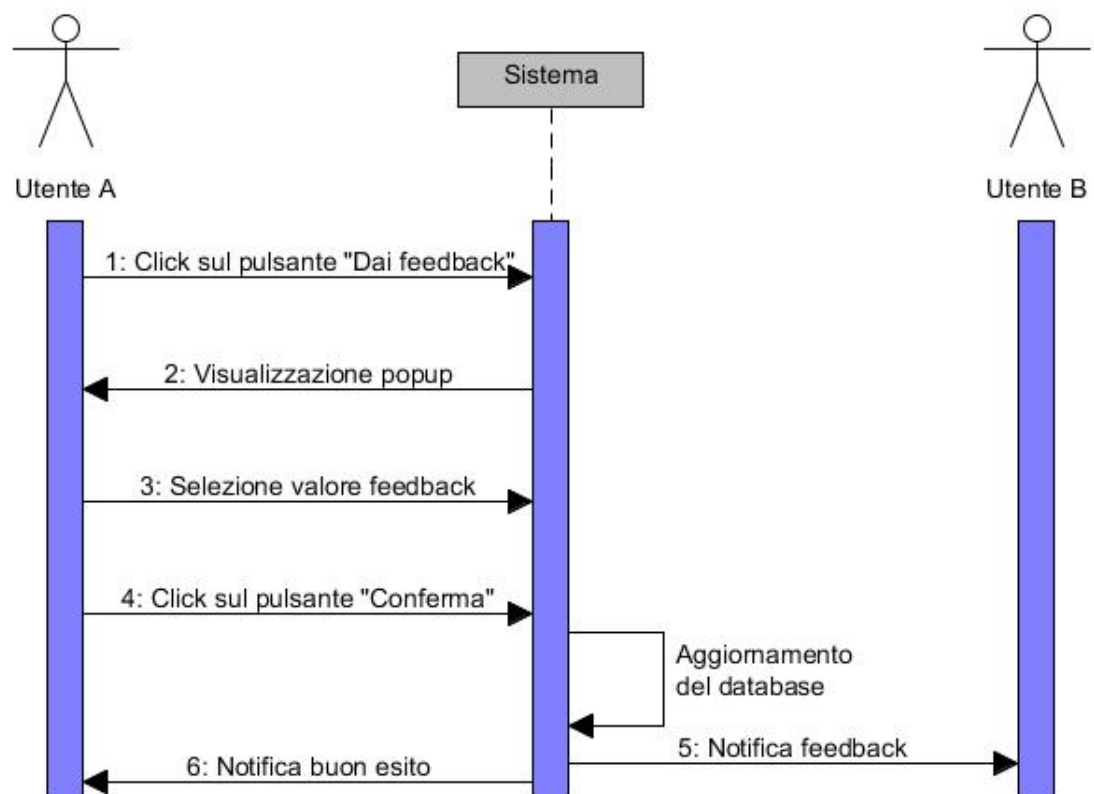 Sistema
Utente A
Utente B
1: Click sul pulsante "Dai feedback"
2: Visualizzazione popup
3: Selezione valore feedback
4: Click sul pulsante "Conferma"
Aggiornamento
del database
5: Notifica feedback
6: Notifica buon esito